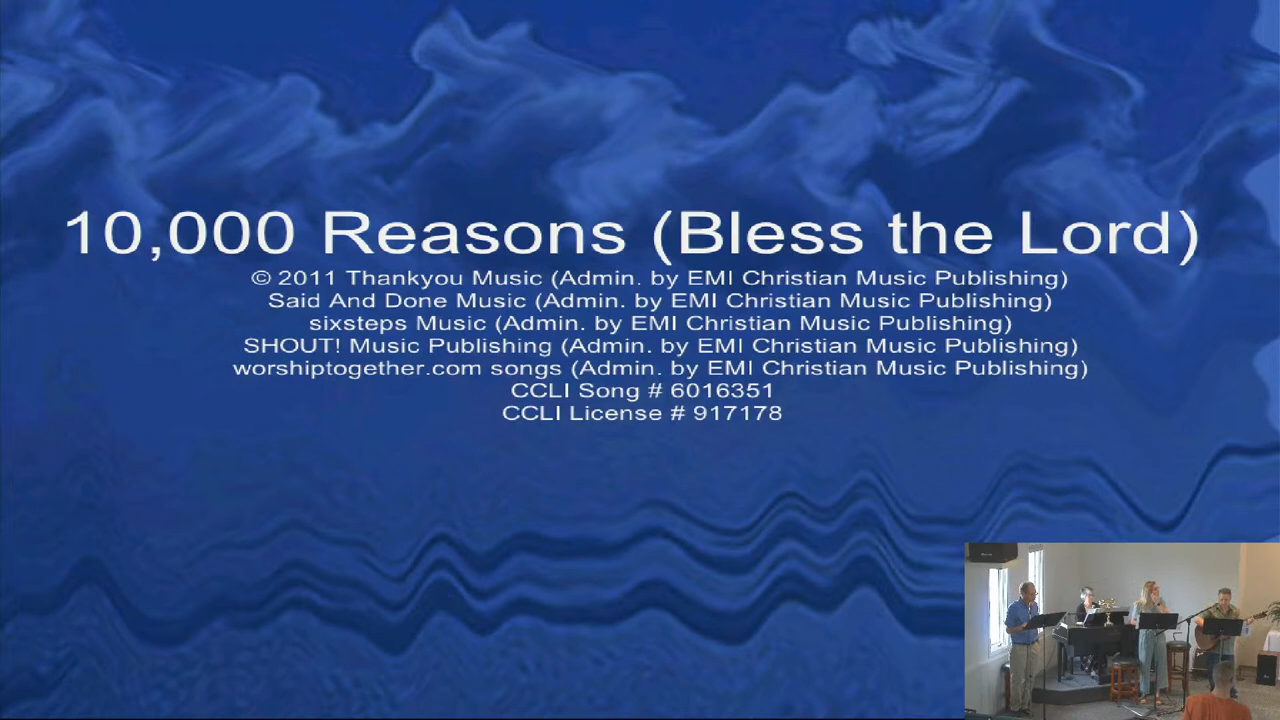 10,000 Reasons (Bless the Lord)
© 2011 Thankyou Music (Admin. by EMI Christian Music Publishing)
Said And Done Music (Admin. by EMI Christian Music Publishing)
sixsteps Music (Admin. by EMI Christian Music Publishing)
SHOUT! Music Publishing (Admin. by EMI Christian Music Publishing)
worshiptogether.com songs (Admin. by EMI Christian Music Publishing)
CCLI Song # 6016351
CCLI License # 917178